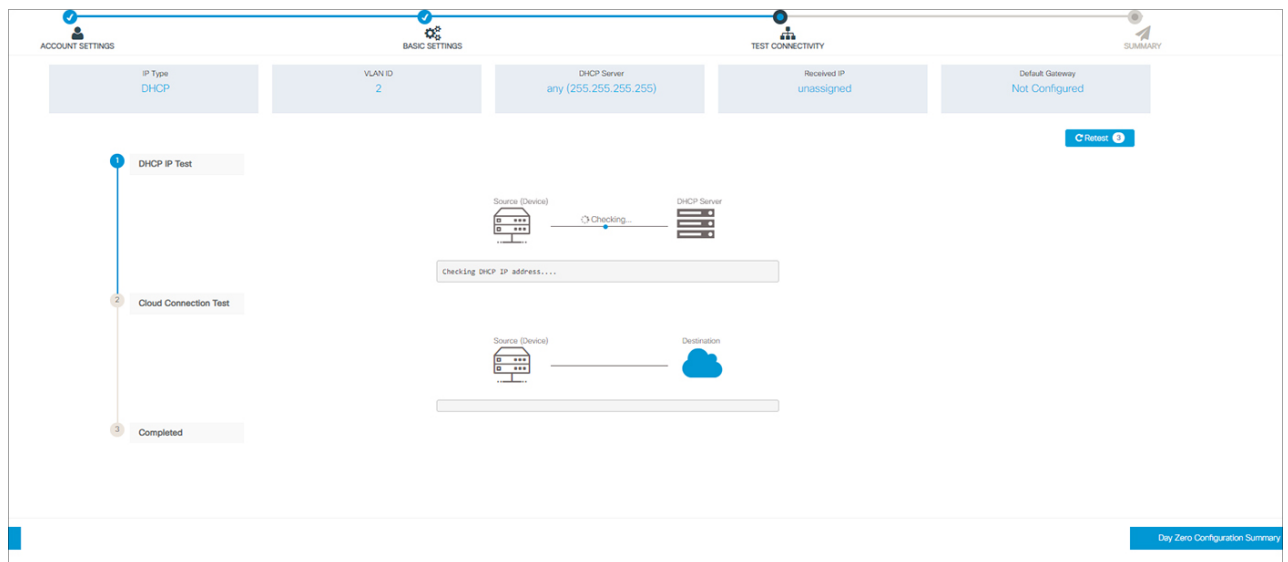 ACCOUNT SETTINGS
BASIC SETTINGS
TEST CONNECTIVITY
SUMMARY
IP Type
DHCP
VLAN ID
2
DHCP Server
any (255.255.255.255)
Received IP
unassigned
Default Gateway
Not Configured
Retest 3
1 DHCP IP Test
Source (Device)
DHCP Server
Checking...
Checking DHCP IP address....
2 Cloud Connection Test
Source (Device)
Destination
3 Completed
Day Zero Configuration Summary